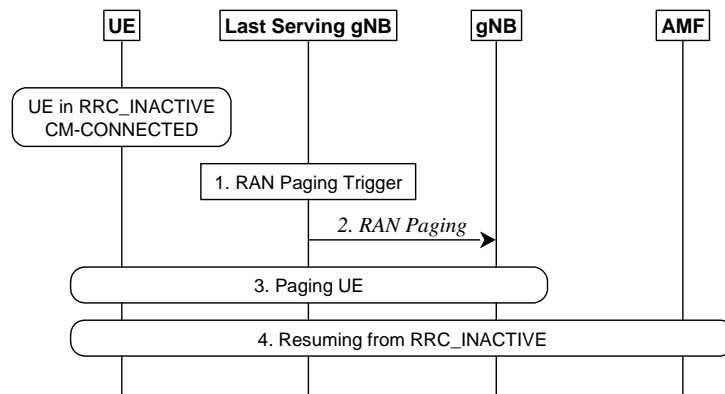 UE
Last Serving gNB
gNB
AMF
UE in RRC_INACTIVE
CM-CONNECTED
1. RAN Paging Trigger
2. RAN Paging
3. Paging UE
4. Resuming from RRC_INACTIVE